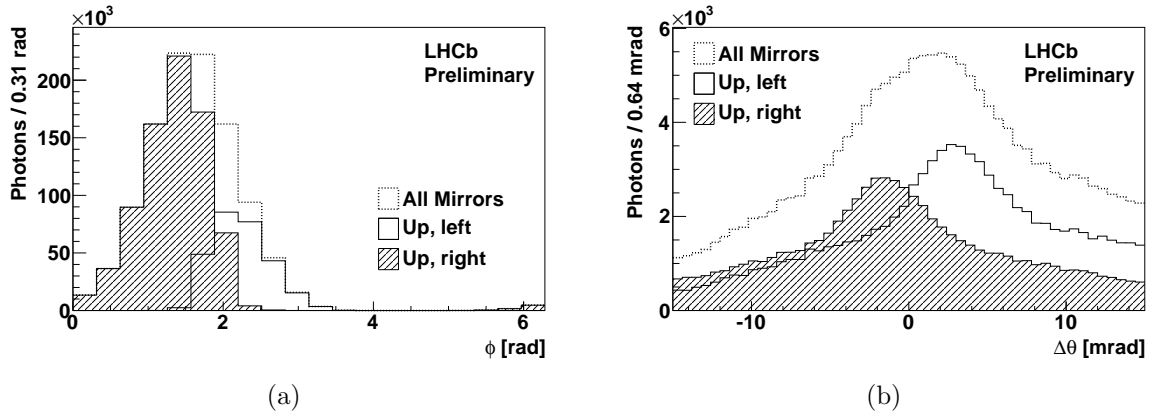 ×10³
LHCb
Preliminary
Photons / 0.31 rad
200
150
100
50
0
All Mirrors
Up, left
Up, right
0
2
4
6
φ [rad]
(a)
×10³
6
4
2
0
Photons / 0.64 mrad
All Mirrors
Up, left
Up, right
LHCb
Preliminary
-10
0
10
Δθ [mrad]
(b)